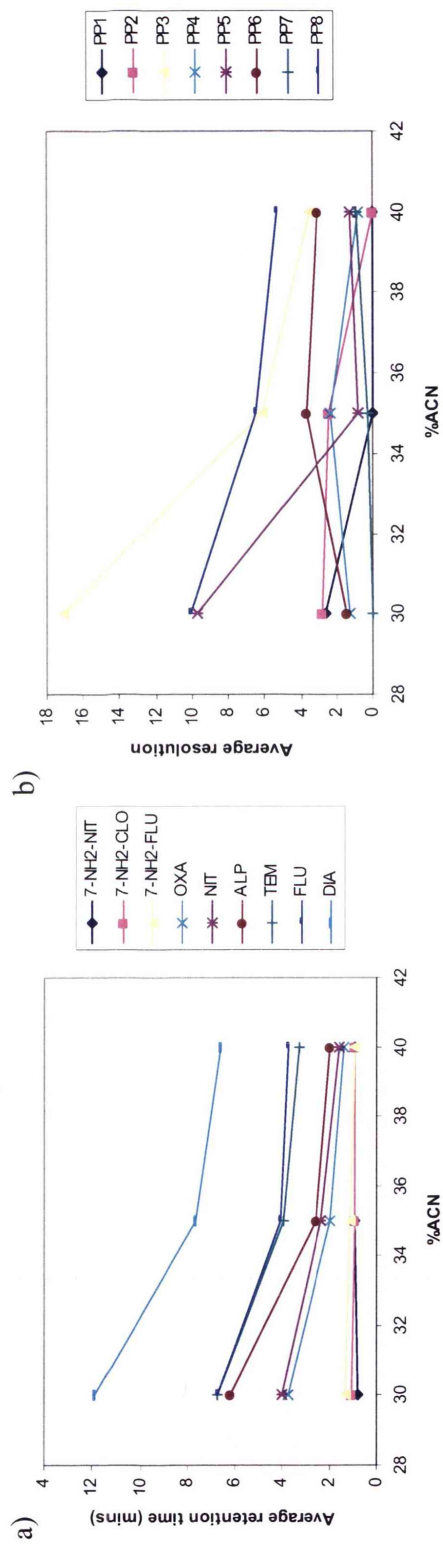 a)
Average retention time (mins)
14
12
10
8
6
4
2
0
28
30
32
34
36
38
40
42
%ACN
7-NH2-NIT
7-NH2-CLO
7-NH2-FLU
OXA
NIT
ALP
TEM
FLU
DIA
b)
Average resolution
18
16
14
12
10
8
6
4
2
0
28
30
32
34
36
38
40
42
%ACN
PP1
PP2
PP3
PP4
PP5
PP6
PP7
PP8